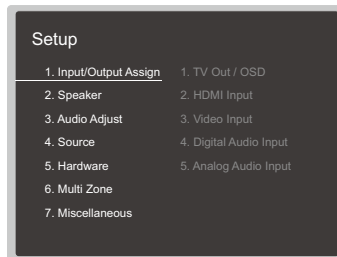 Setup
1. Input/Output Assign 1. TV Out / OSD
2. Speaker 2. HDMI Input
3. Audio Adjust 3. Video Input
4. Source 4. Digital Audio Input
5. Hardware 5. Analog Audio Input
6. Multi Zone
7. Miscellaneous